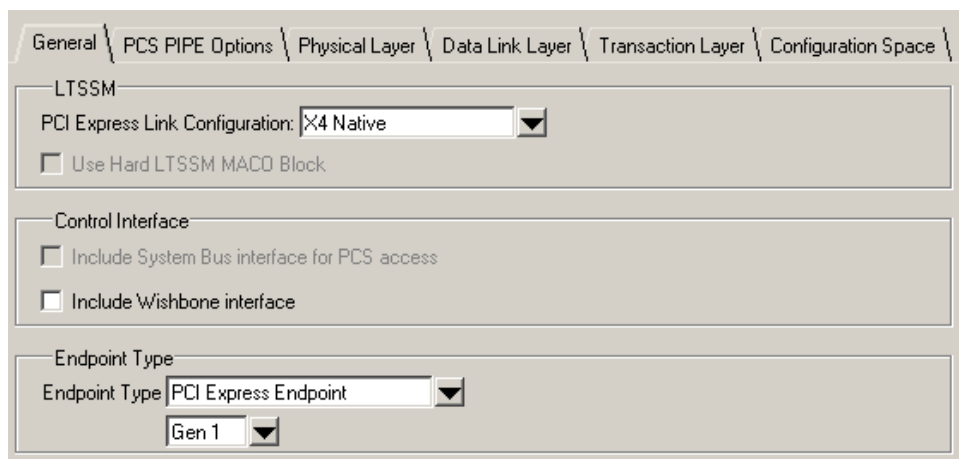 General PCS PIPE Options Physical Layer Data Link Layer Transaction Layer Configuration Space
LTSSM
PCI Express Link Configuration: X4 Native
Use Hard LTSSM MACO Block
Control Interface
Include System Bus interface for PCS access
Include Wishbone interface
Endpoint Type
Endpoint Type PCI Express Endpoint
Gen 1